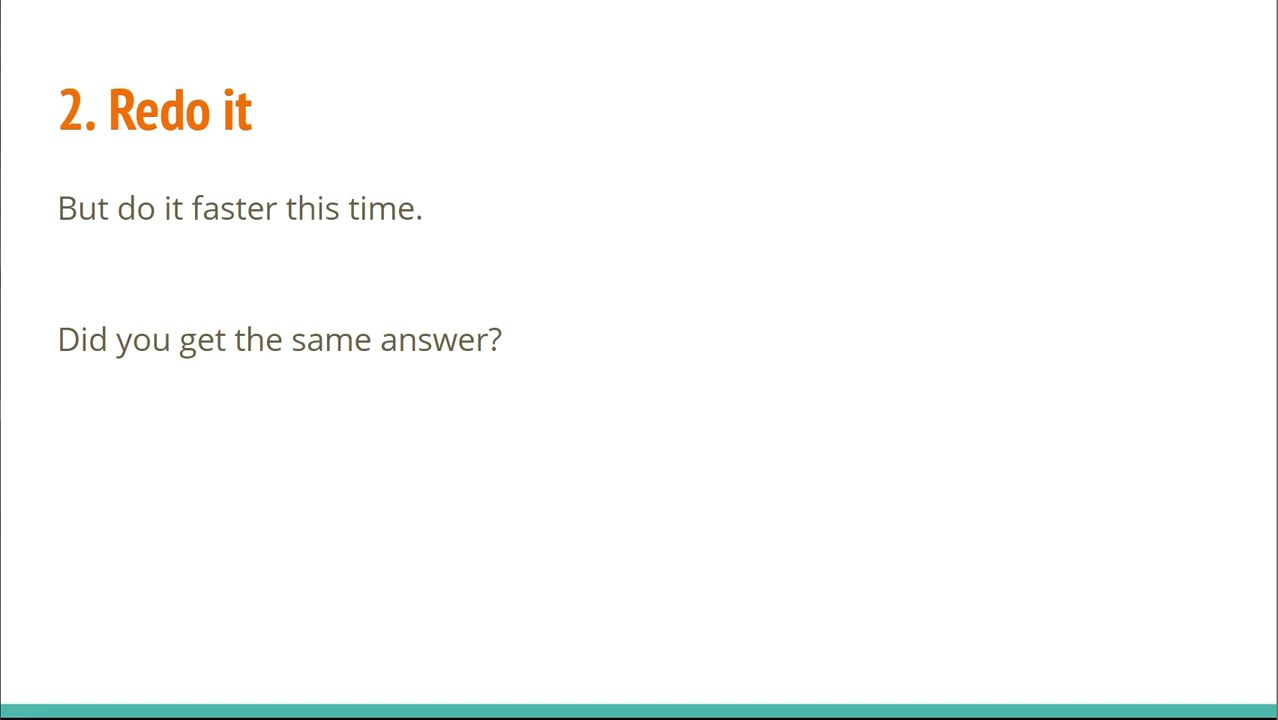 2. Redo it
But do it faster this time.
Did you get the same answer?